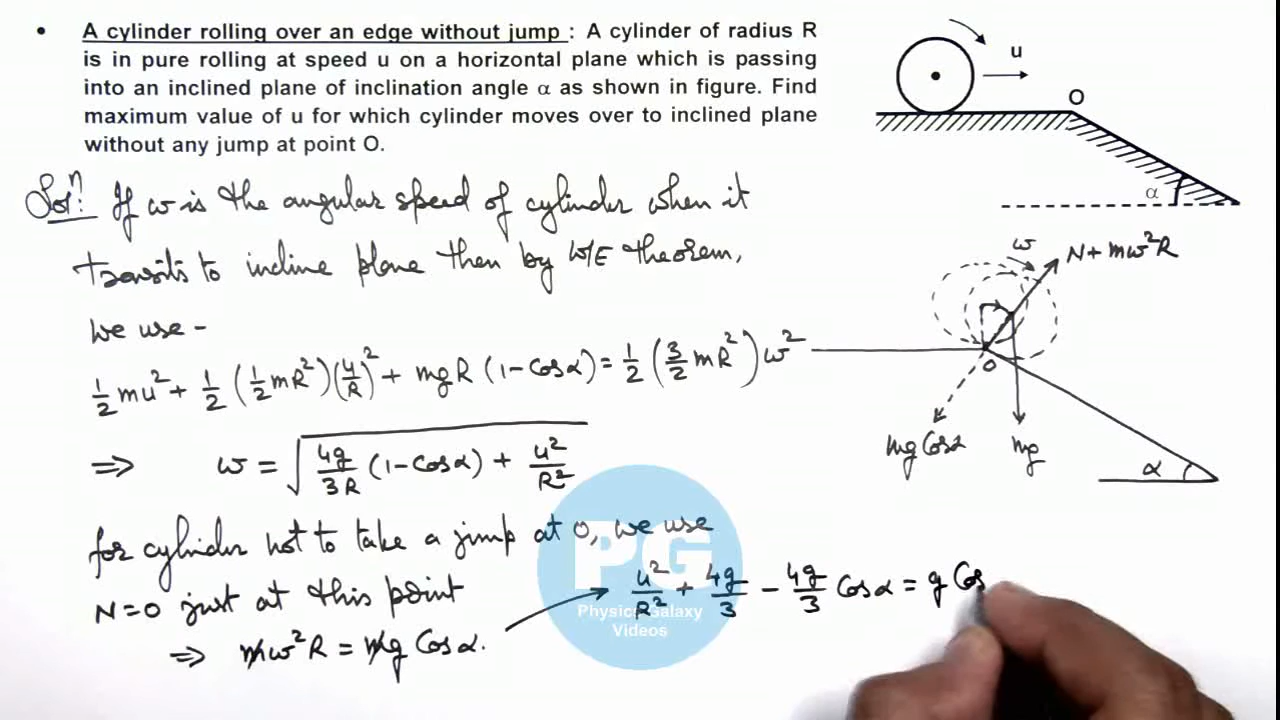 • A cylinder rolling over an edge without jump : A cylinder of radius R
is in pure rolling at speed u on a horizontal plane which is passing
into an inclined plane of inclination angle α as shown in figure. Find
maximum value of u for which cylinder moves over to inclined plane
without any jump at point O.
u
O
α
Solⁿ: If ω is the angular speed of cylinder when it
transits to incline plane then by W/E theorem,
we use -
½mu² + ½(½mR²)(u/R)² + mgR (1-Cosα) = ½(3/2 mR²)ω²
⇒ ω = √(4g/3R (1-Cosα) + u²/R²)
for cylinder not to take a jump at O, we use
N=0 just at this point
⇒ mω²R = mg Cosα.
u²/R² + 4g/3 - 4g/3 Cosα = g Cos
ω
N + mω²R
O
mg Cosα
mg
α
PG
Physics Galaxy
Videos